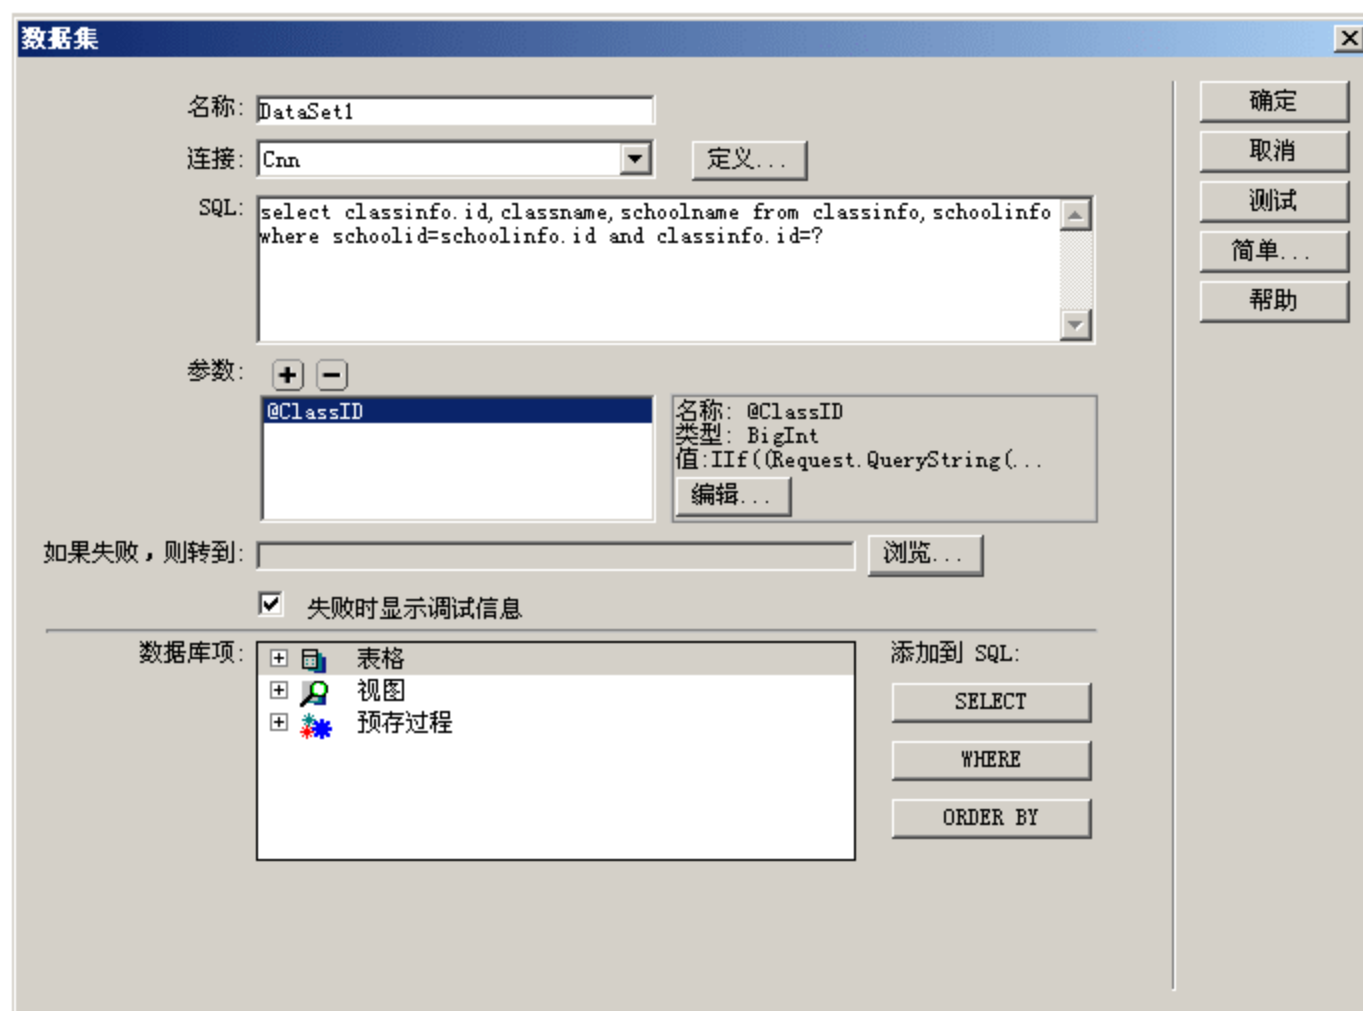 数据集
名称: DataSet1
确定
连接: Cnn 定义...
取消
SQL: select classinfo.id,classname,schoolname from classinfo,schoolinfo
where schoolid=schoolinfo.id and classinfo.id=?
测试
简单...
帮助
参数:
@ClassID
名称: @ClassID
类型: BigInt
值:IIf((Request.QueryString(...
编辑...
如果失败，则转到: 浏览...
失败时显示调试信息
数据库项:
表格
视图
预存过程
添加到 SQL:
SELECT
WHERE
ORDER BY